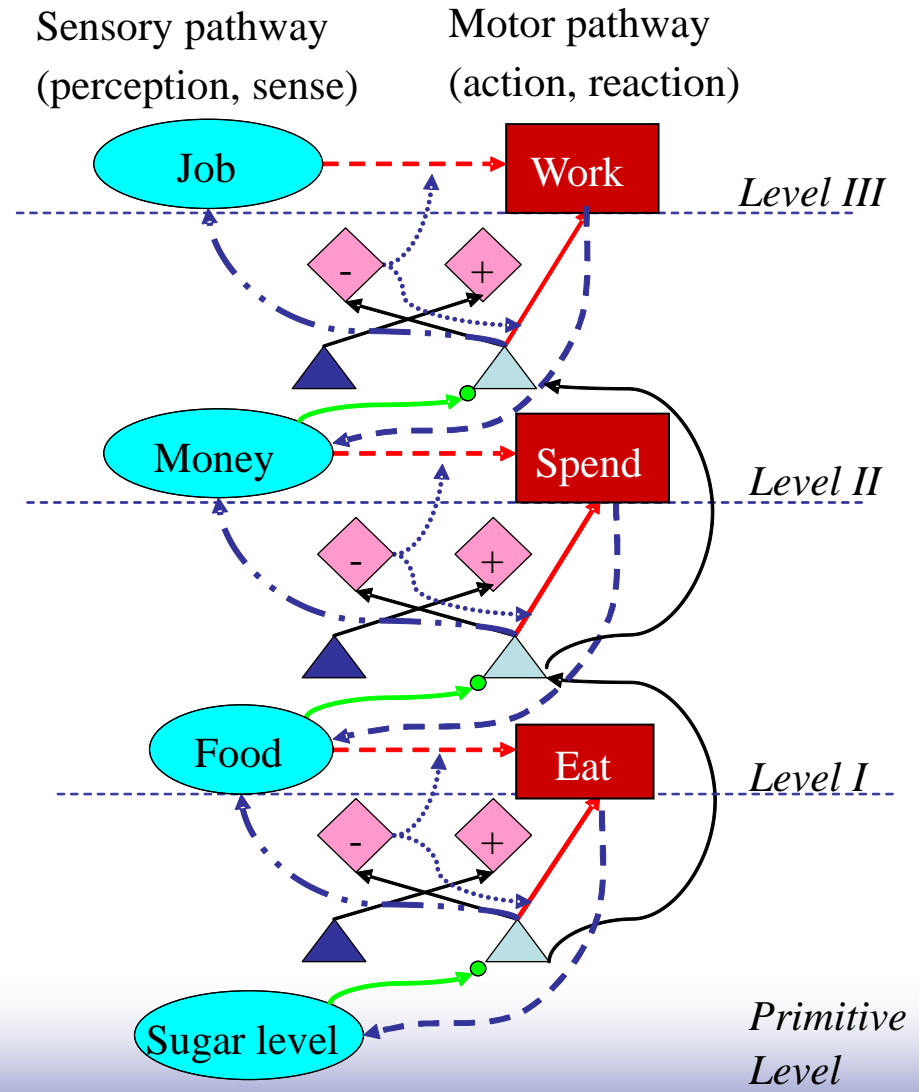 Sensory pathway
(perception, sense)
Motor pathway
(action, reaction)
Job
Work
Level III
-
+
Money
Spend
Level II
-
+
Food
Eat
Level I
-
+
Sugar level
Primitive
Level